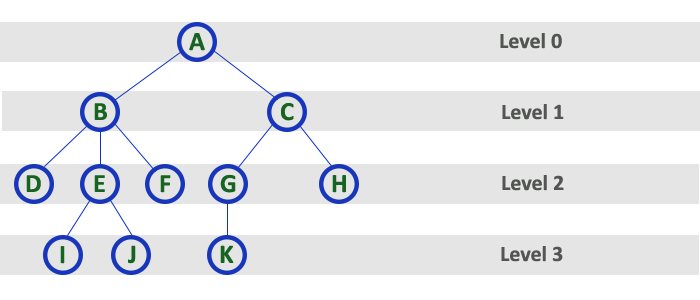 A Level 0
B C Level 1
D E F G H Level 2
I J K Level 3